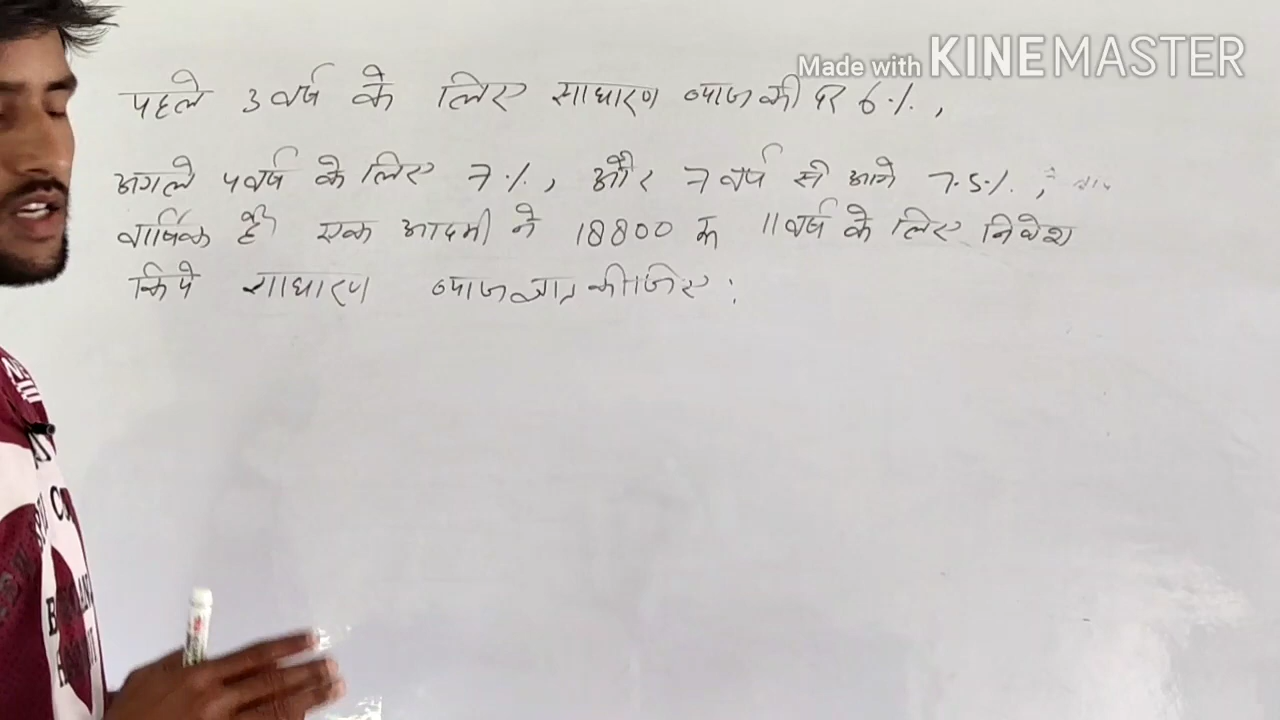 Made with KINEMASTER
पहले 3 वर्ष के लिए साधारण ब्याज की दर 6%,
अगले 4 वर्ष के लिए 7%, और 7 वर्ष से आगे 7.5%,
वार्षिक है। एक आदमी ने 18800 रू 11 वर्ष के लिए निवेश
किये साधारण ब्याज ज्ञात कीजिए: